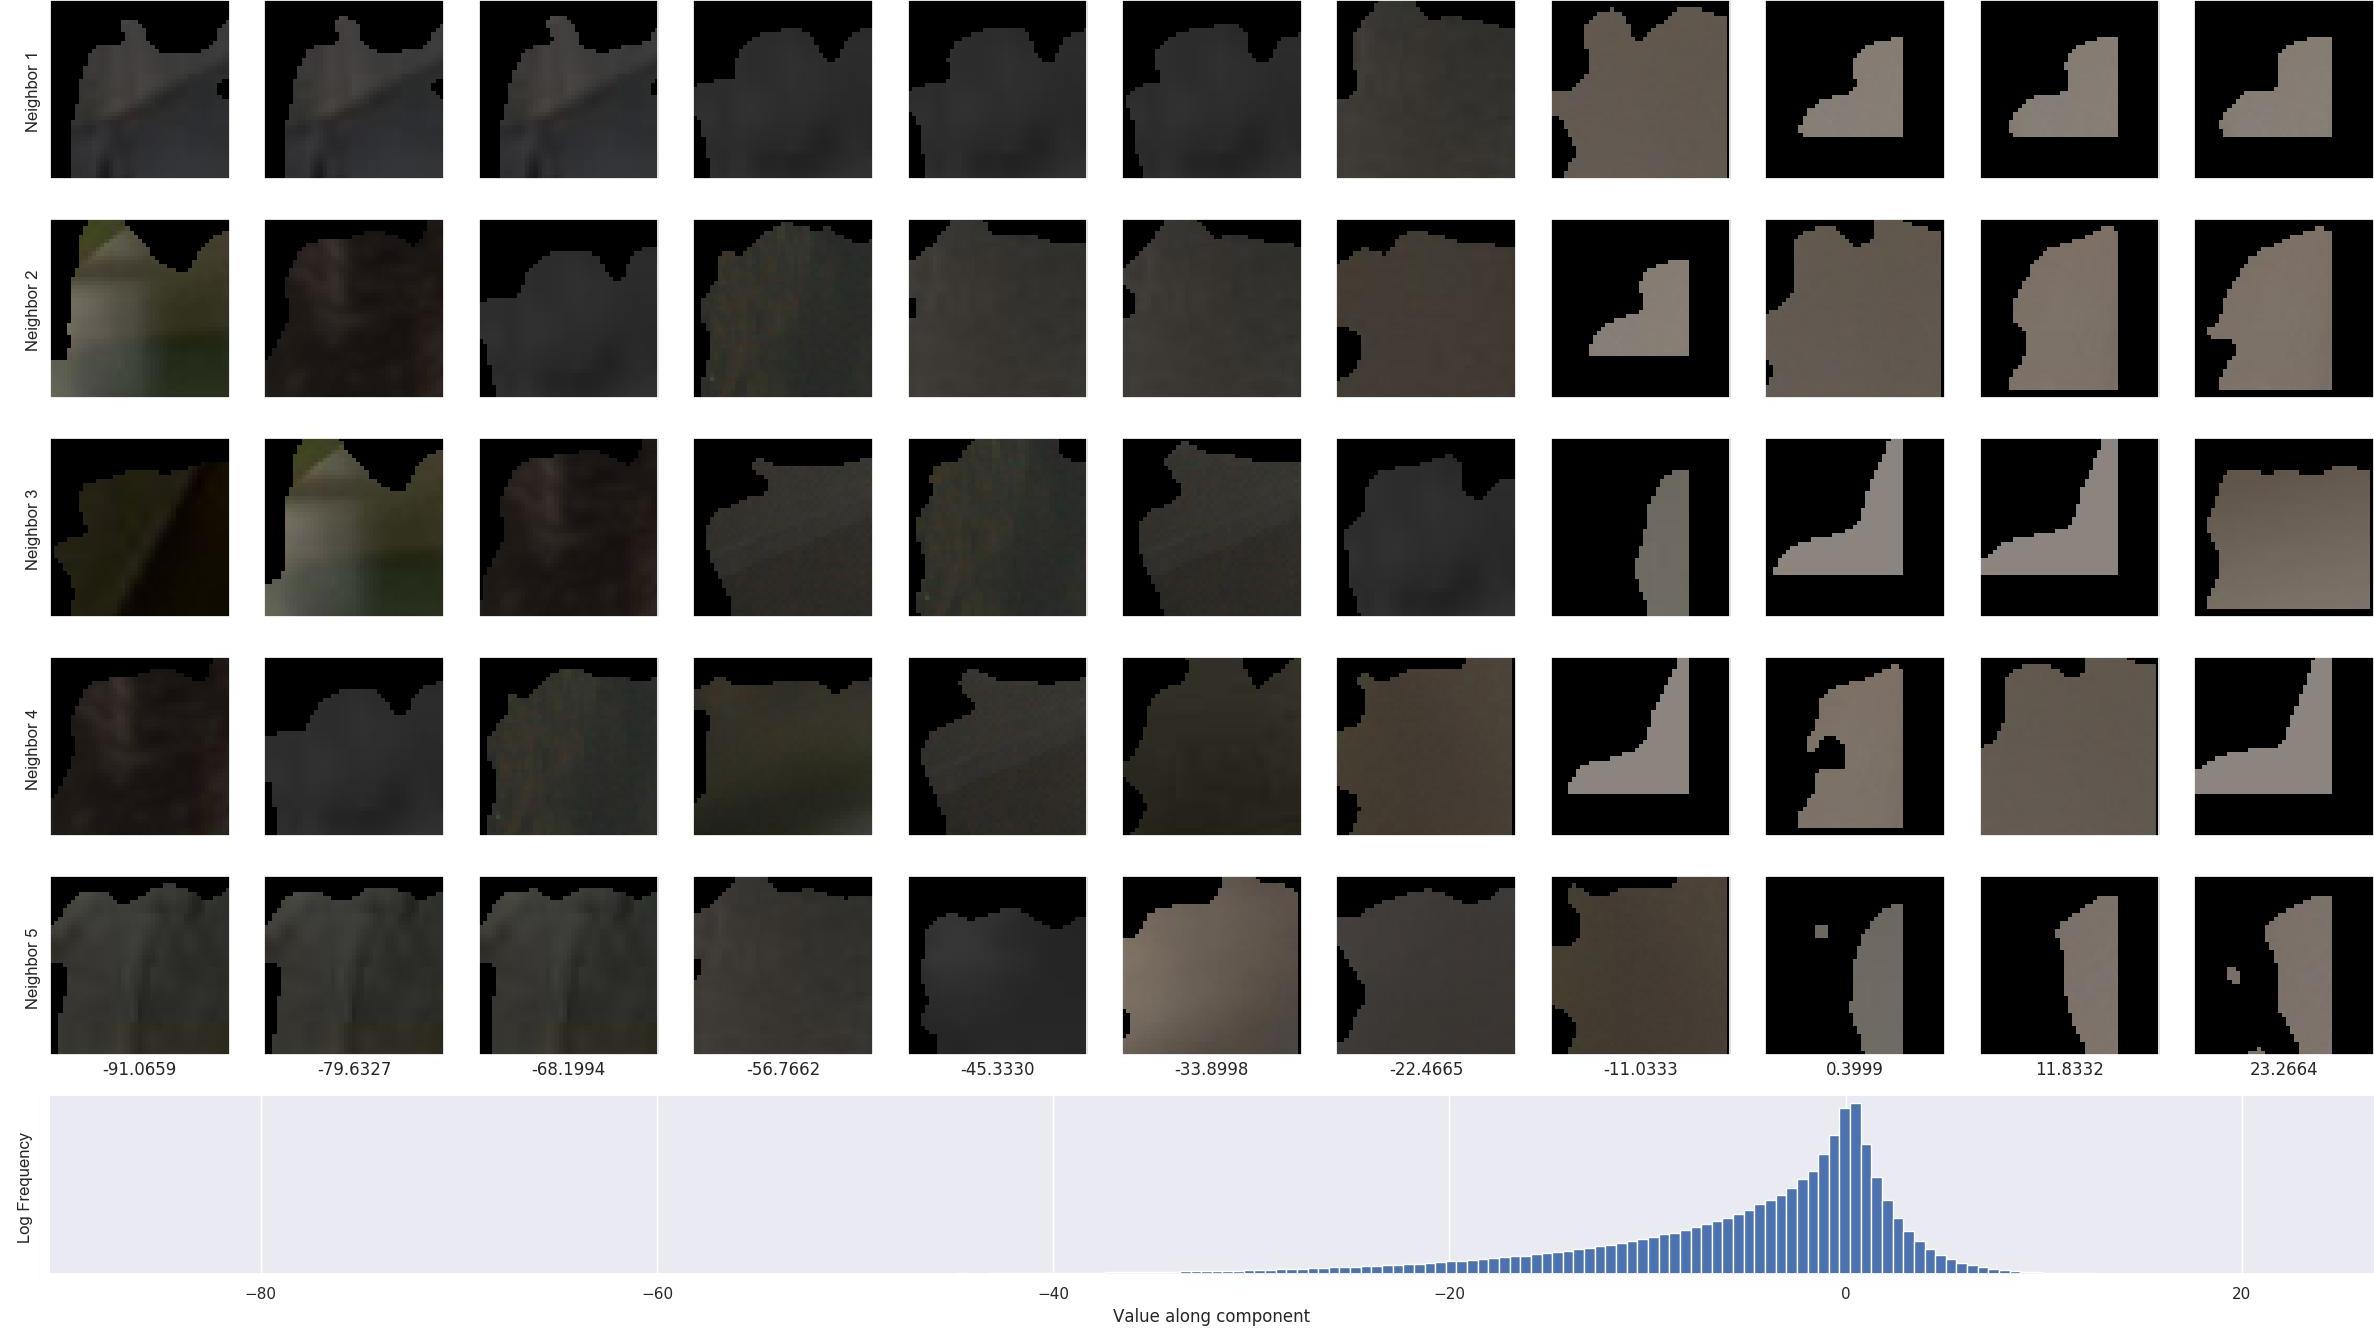 Neighbor 1
Neighbor 2
Neighbor 3
Neighbor 4
Neighbor 5
-91.0659 -79.6327 -68.1994 -56.7662 -45.3330 -33.8998 -22.4665 -11.0333 0.3999 11.8332 23.2664
Log Frequency
−80 −60 −40 −20 0 20
Value along component